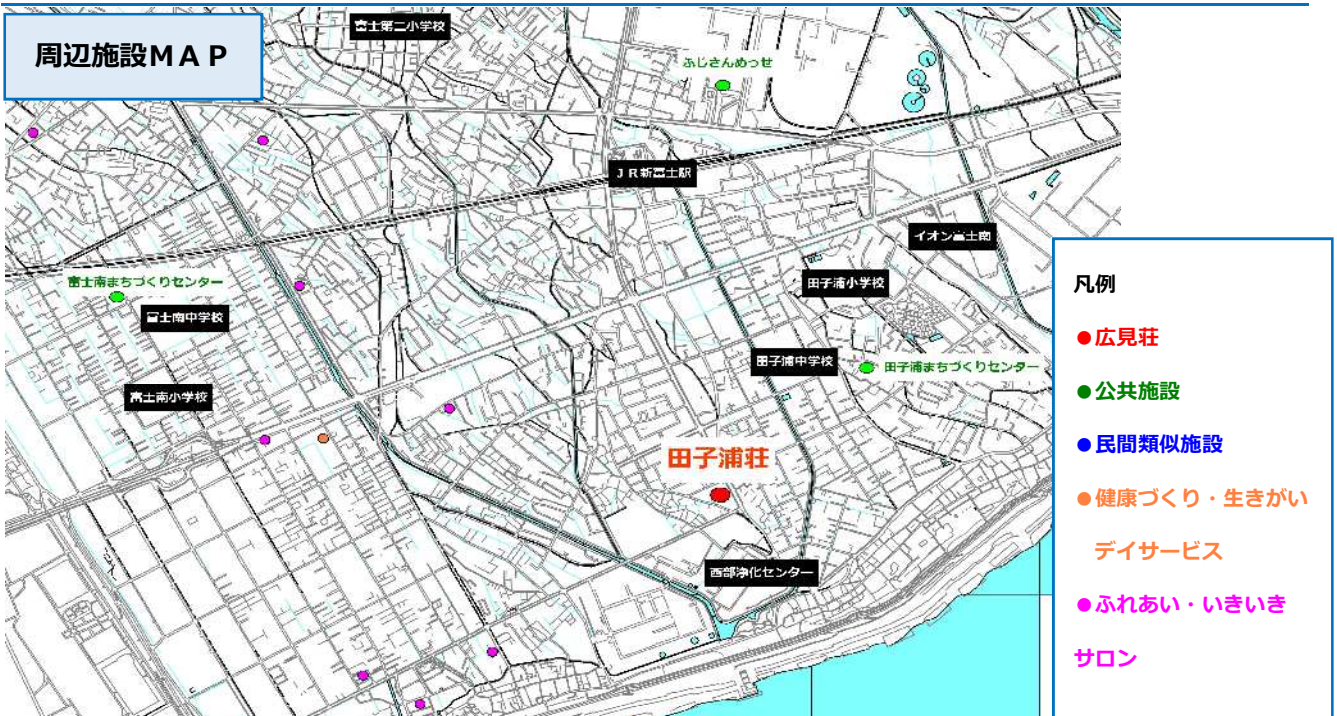 周辺施設ＭＡＰ
富士第二小学校
ふじさんめっせ
ＪＲ新富士駅
イオン富士南
富士南まちづくりセンター
田子浦小学校
富士南中学校
田子浦中学校
田子浦まちづくりセンター
富士南小学校
田子浦荘
西部浄化センター
凡例
●広見荘
●公共施設
●民間類似施設
●健康づくり・生きがい
デイサービス
●ふれあい・いきいき
サロン